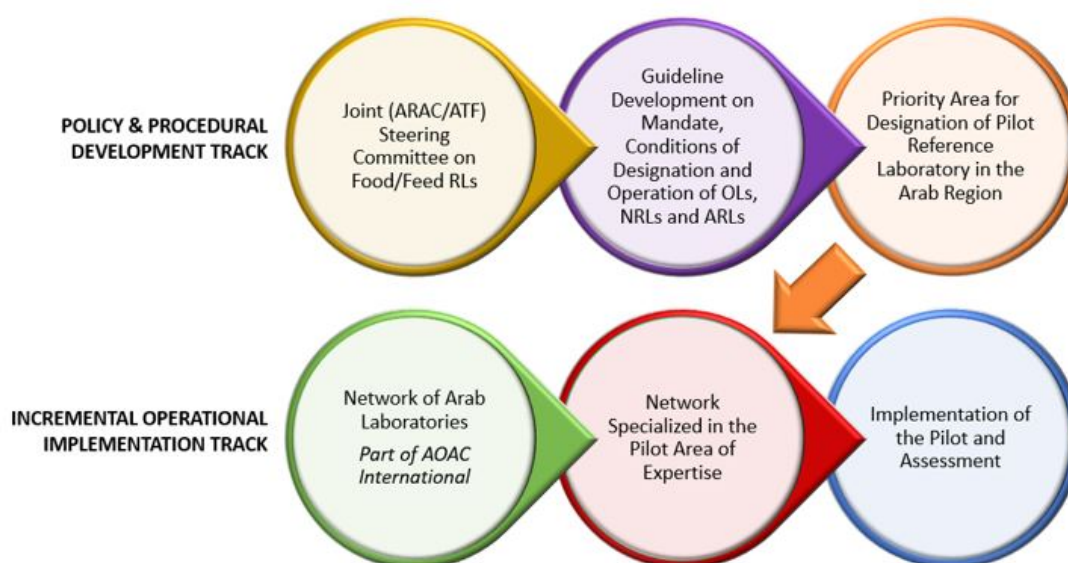 POLICY & PROCEDURAL
DEVELOPMENT TRACK
Joint (ARAC/ATF)
Steering
Committee on
Food/Feed RLs
Guideline
Development on
Mandate,
Conditions of
Designation and
Operation of OLs,
NRLs and ARLs
Priority Area for
Designation of Pilot
Reference
Laboratory in the
Arab Region
INCREMENTAL OPERATIONAL
IMPLEMENTATION TRACK
Network of Arab
Laboratories
Part of AOAC
International
Network
Specialized in the
Pilot Area of
Expertise
Implementation of
the Pilot and
Assessment